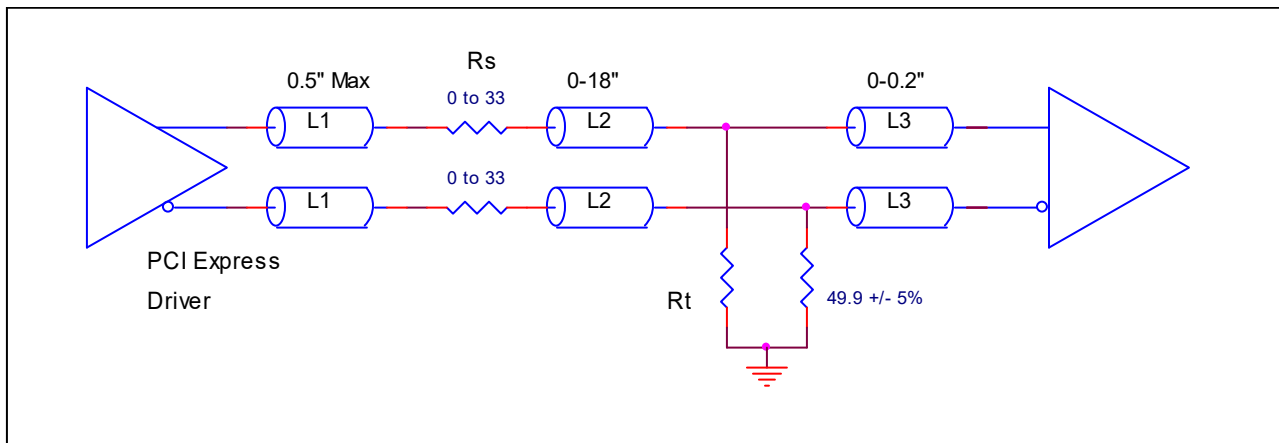 Rs
0.5" Max
0-18"
0-0.2"
0 to 33
L1
L2
L3
0 to 33
L1
L2
L3
PCI Express
Driver
Rt
49.9 +/- 5%